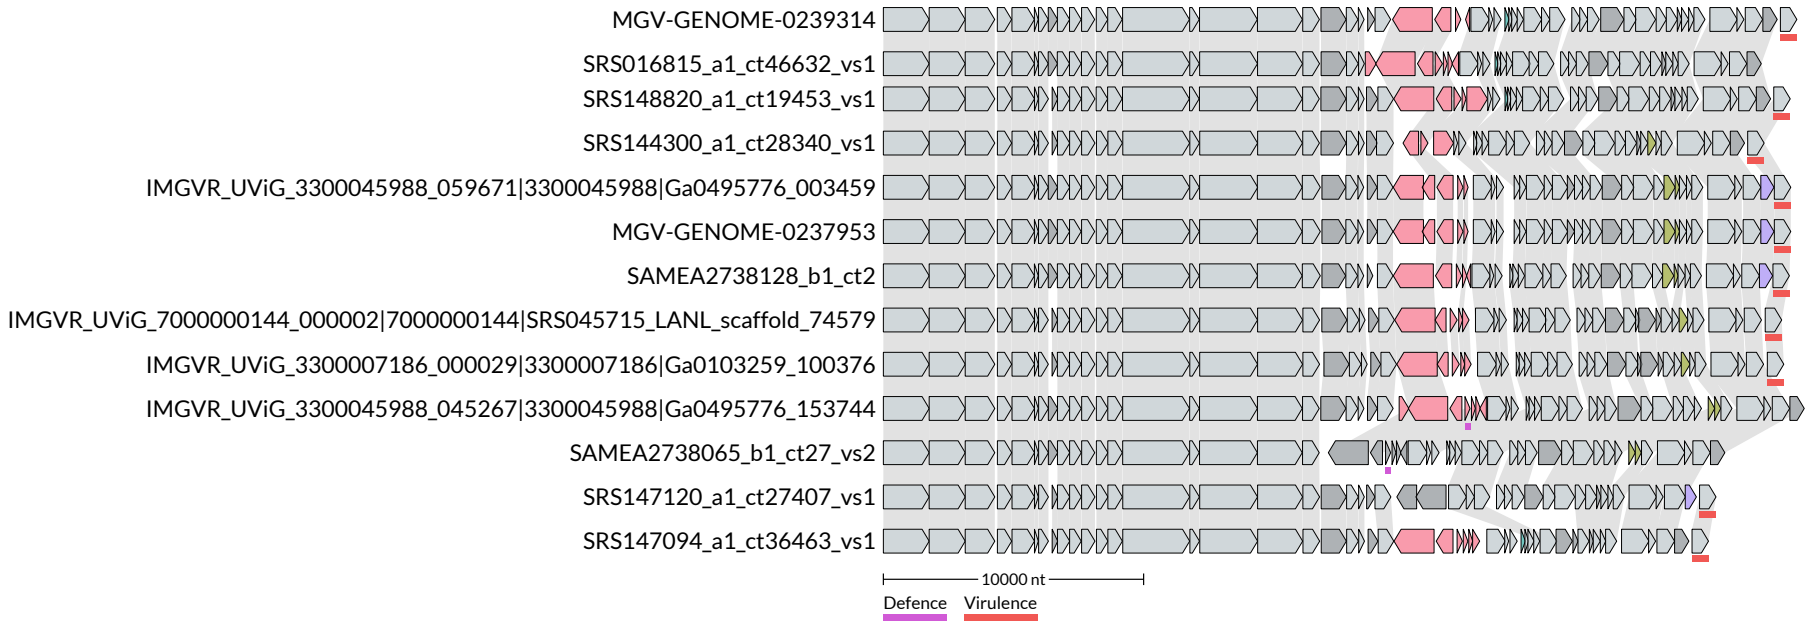 MGV-GENOME-0239314
SRS016815_a1_ct46632_vs1
SRS148820_a1_ct19453_vs1
SRS144300_a1_ct28340_vs1
IMGVR_UViG_3300045988_059671|3300045988|Ga0495776_003459
MGV-GENOME-0237953
SAMEA2738128_b1_ct2
IMGVR_UViG_7000000144_000002|7000000144|SRS045715_LANL_scaffold_74579
IMGVR_UViG_3300007186_000029|3300007186|Ga0103259_100376
IMGVR_UViG_3300045988_045267|3300045988|Ga0495776_153744
SAMEA2738065_b1_ct27_vs2
SRS147120_a1_ct27407_vs1
SRS147094_a1_ct36463_vs1
10000 nt
Defence Virulence